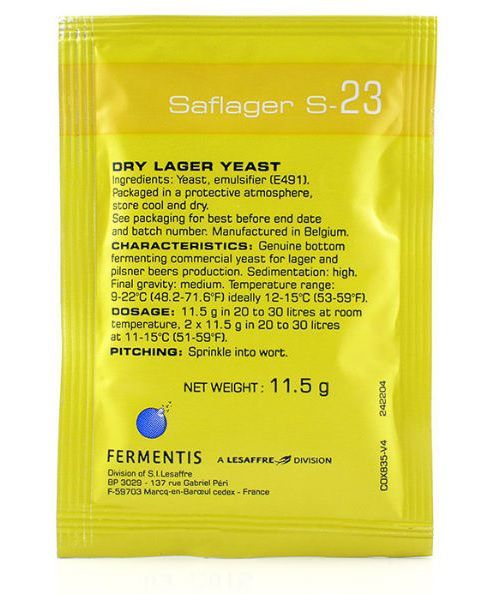 Saflager S-23
DRY LAGER YEAST
Ingredients: Yeast, emulsifier (E491).
Packaged in a protective atmosphere,
store cool and dry.
See packaging for best before end date
and batch number. Manufactured in Belgium.
CHARACTERISTICS: Genuine bottom
fermenting commercial yeast for lager and
pilsner beers production. Sedimentation: high.
Final gravity: medium. Temperature range:
9-22°C (48.2-71.6°F) ideally 12-15°C (53-59°F).
DOSAGE: 11.5 g in 20 to 30 litres at room
temperature, 2 x 11.5 g in 20 to 30 litres
at 11-15°C (51-59°F).
PITCHING: Sprinkle into wort.
NET WEIGHT: 11.5 g
FERMENTIS
A LESAFFRE DIVISION
Division of S.I.Lesaffre
BP 3029 - 137 rue Gabriel Péri
F-59703 Marcq-en-Barœul cedex - France
CDX835-V4
242204